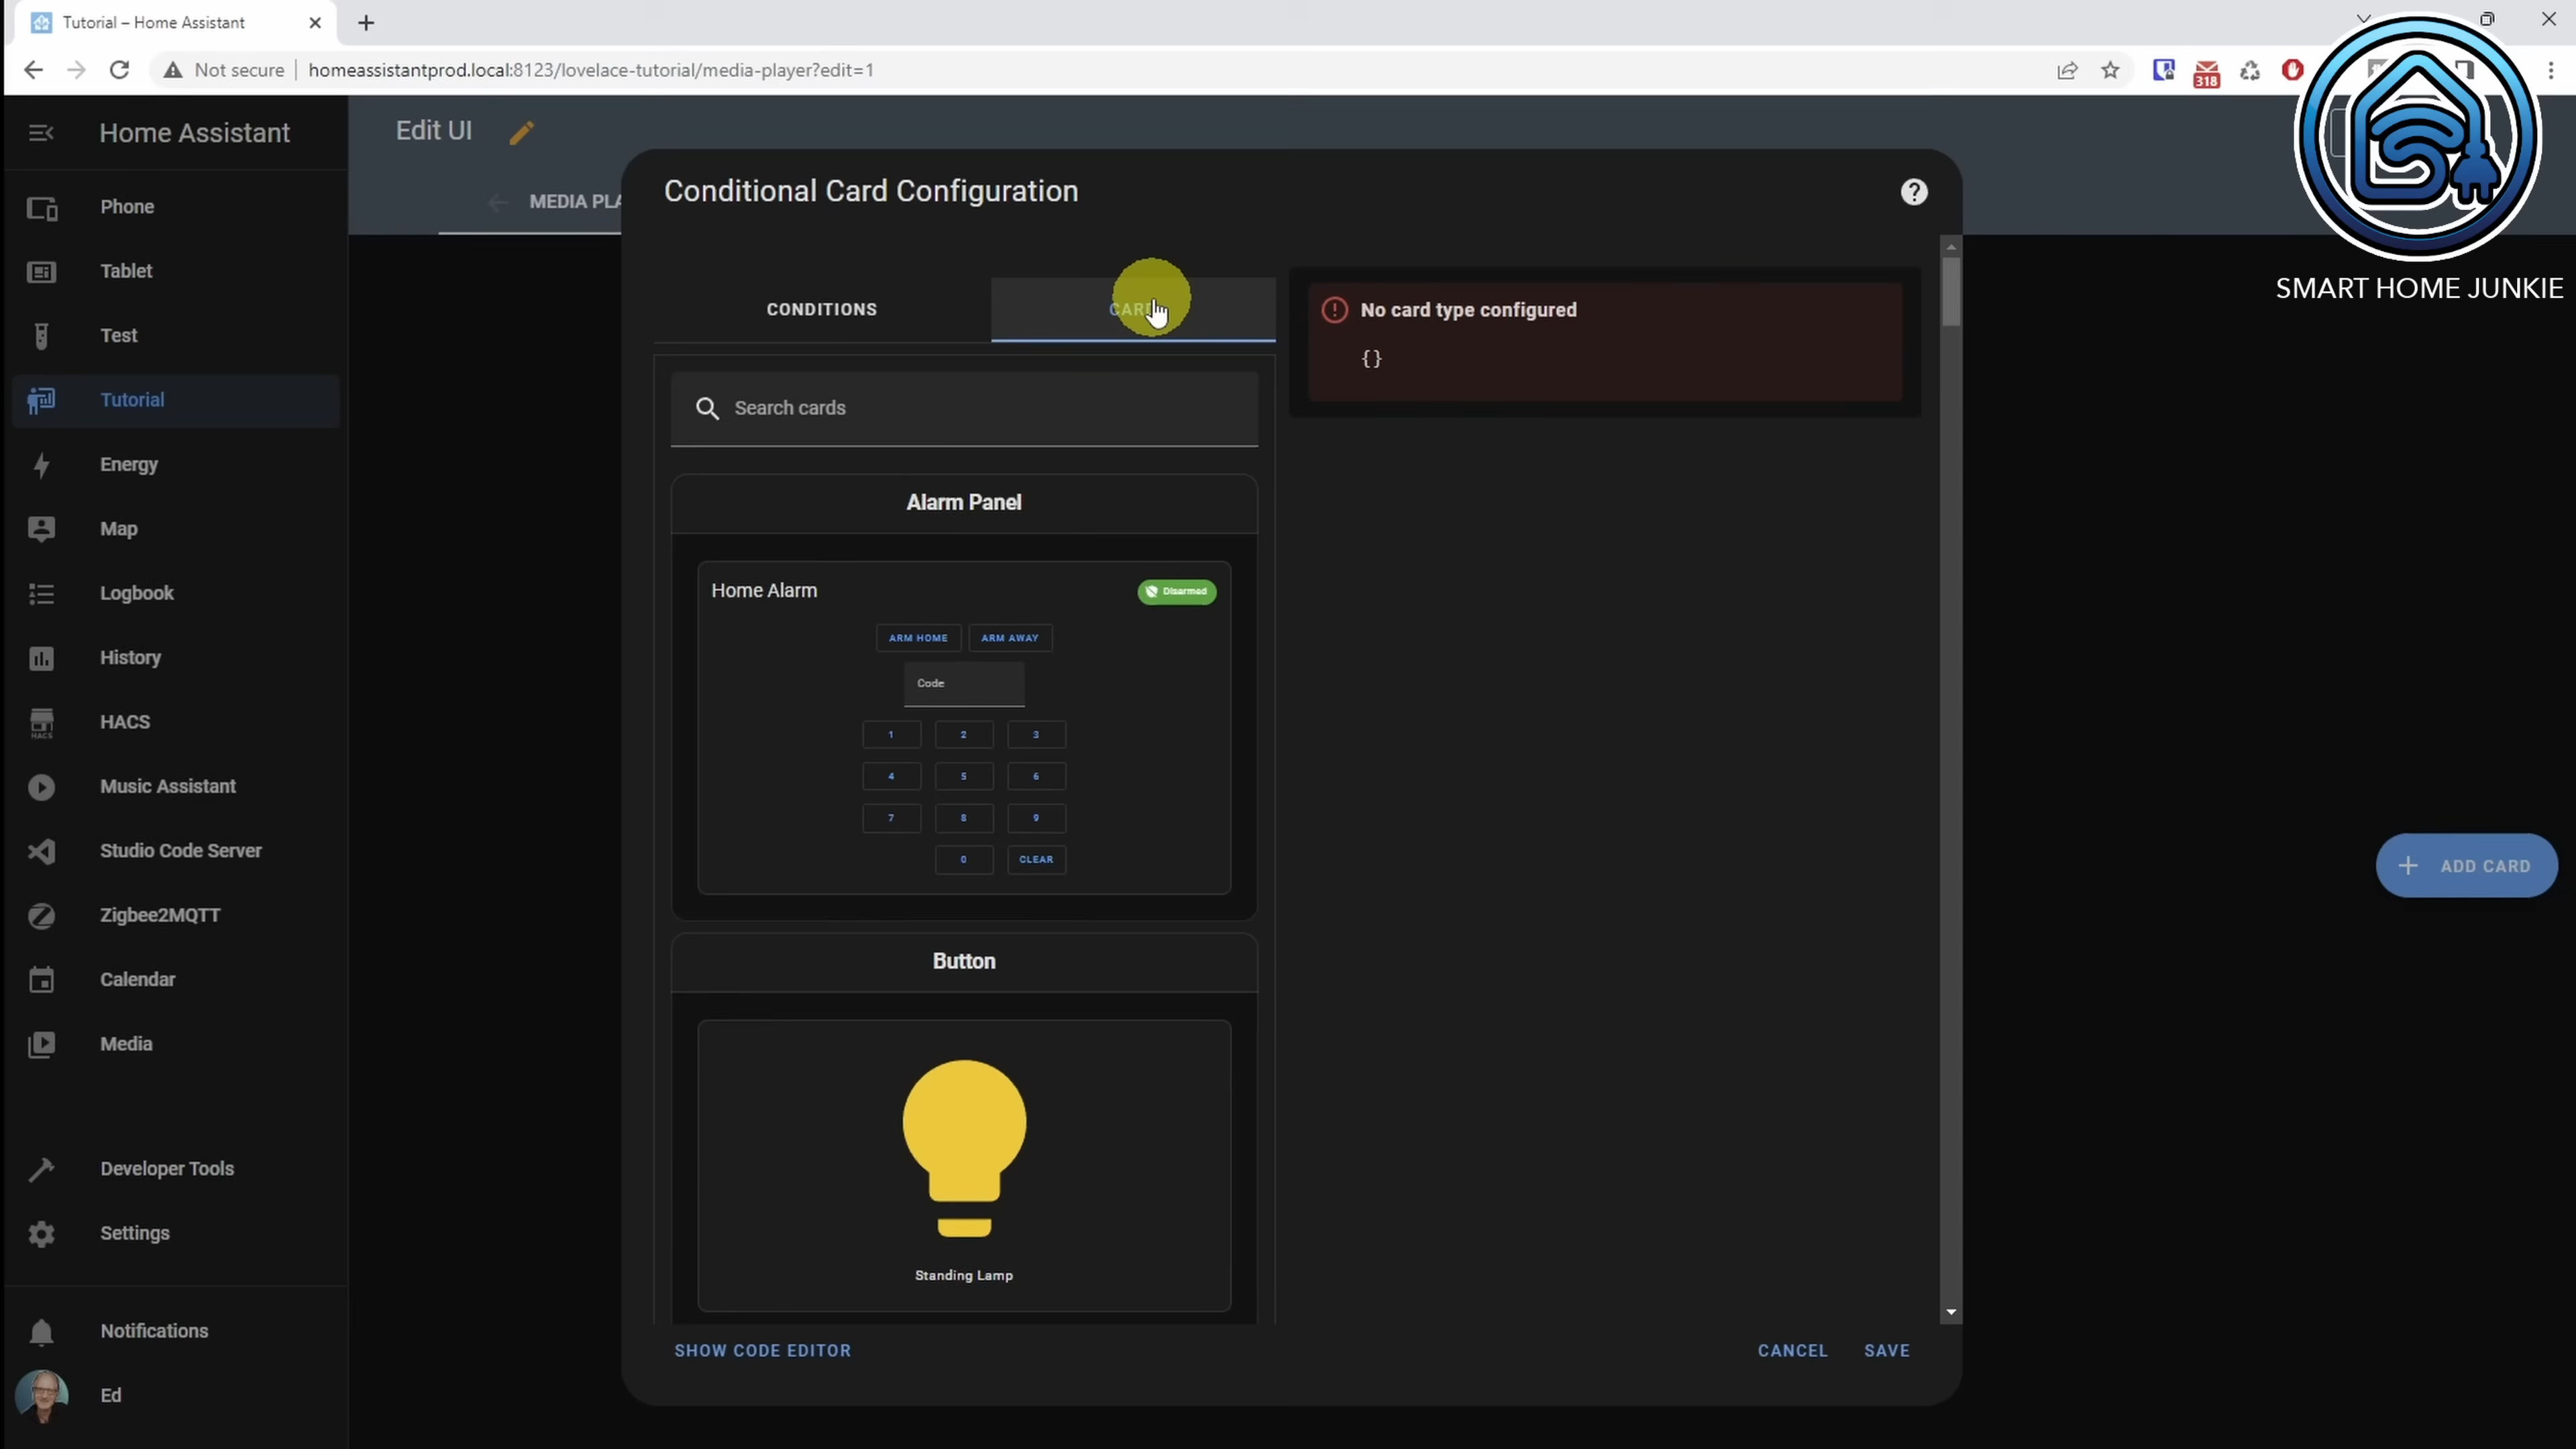 Tutorial – Home Assistant
Not secure
homeassistantprod.local:8123/lovelace-tutorial/media-player?edit=1
318
SMART HOME JUNKIE
Home Assistant
Phone
Tablet
Test
Tutorial
Energy
Map
Logbook
History
HACS
HACS
Music Assistant
Studio Code Server
Zigbee2MQTT
Calendar
Media
Developer Tools
Settings
Notifications
Ed
Edit UI
MEDIA PLA
Conditional Card Configuration
CONDITIONS
CARD
Search cards
Alarm Panel
Home Alarm
Disarmed
ARM HOME ARM AWAY
Code
1 2 3
4 5 6
7 8 9
0 CLEAR
Button
Standing Lamp
No card type configured
{}
SHOW CODE EDITOR
CANCEL SAVE
ADD CARD